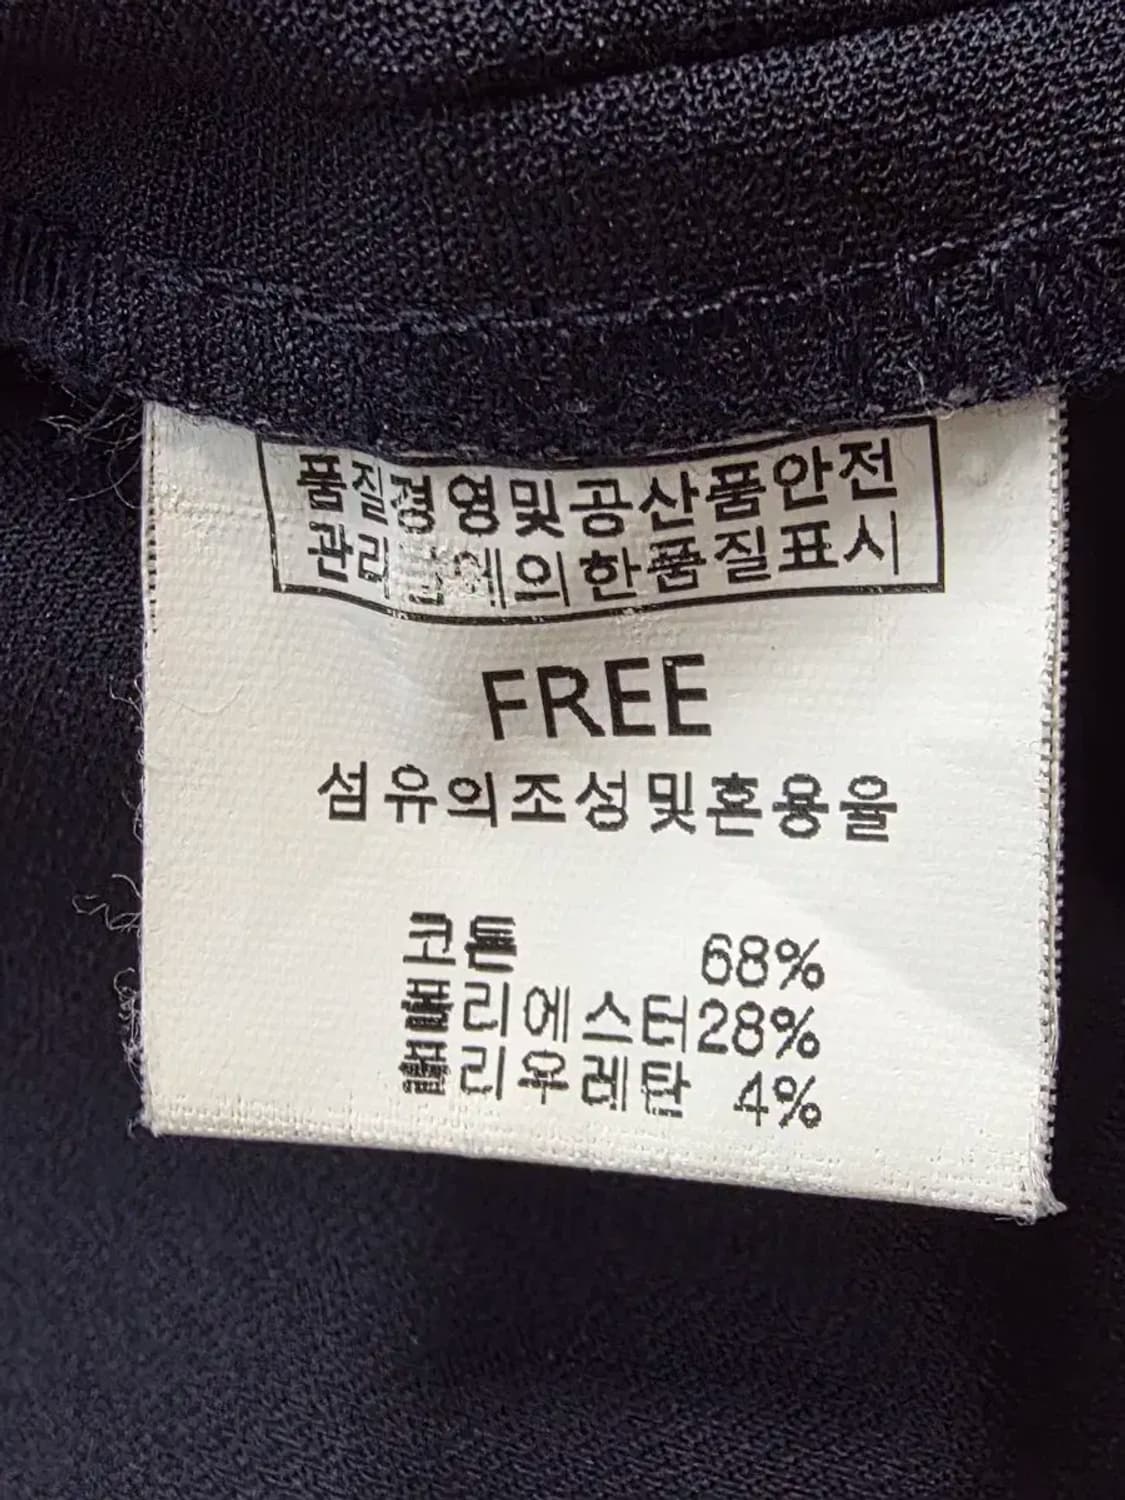 품질경영및공산품안전
관리법에의한품질표시
FREE
섬유의조성및혼용율
코튼 68%
폴리에스터28%
폴리우레탄 4%